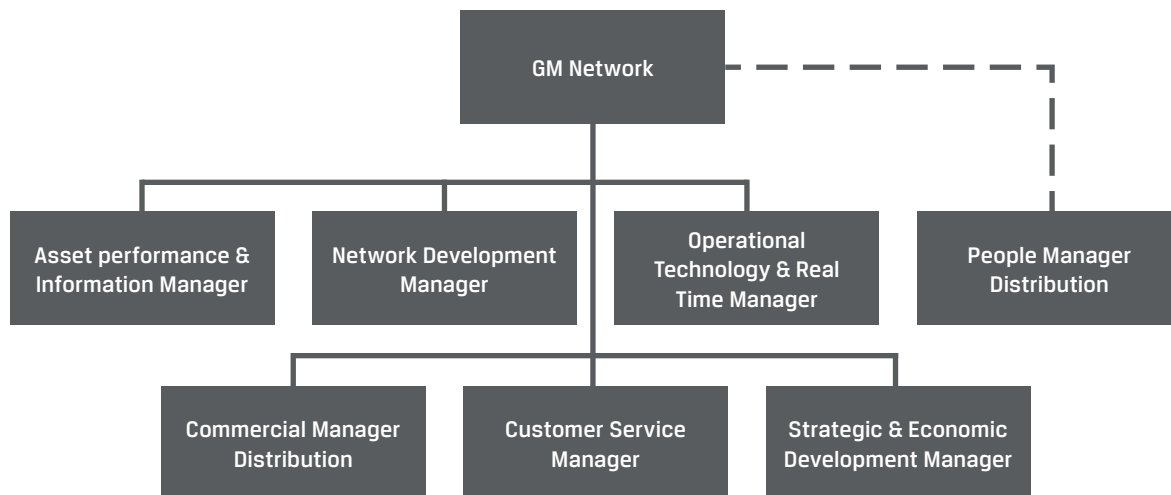 GM Network
Asset performance &
Information Manager
Network Development
Manager
Operational
Technology & Real
Time Manager
People Manager
Distribution
Commercial Manager
Distribution
Customer Service
Manager
Strategic & Economic
Development Manager